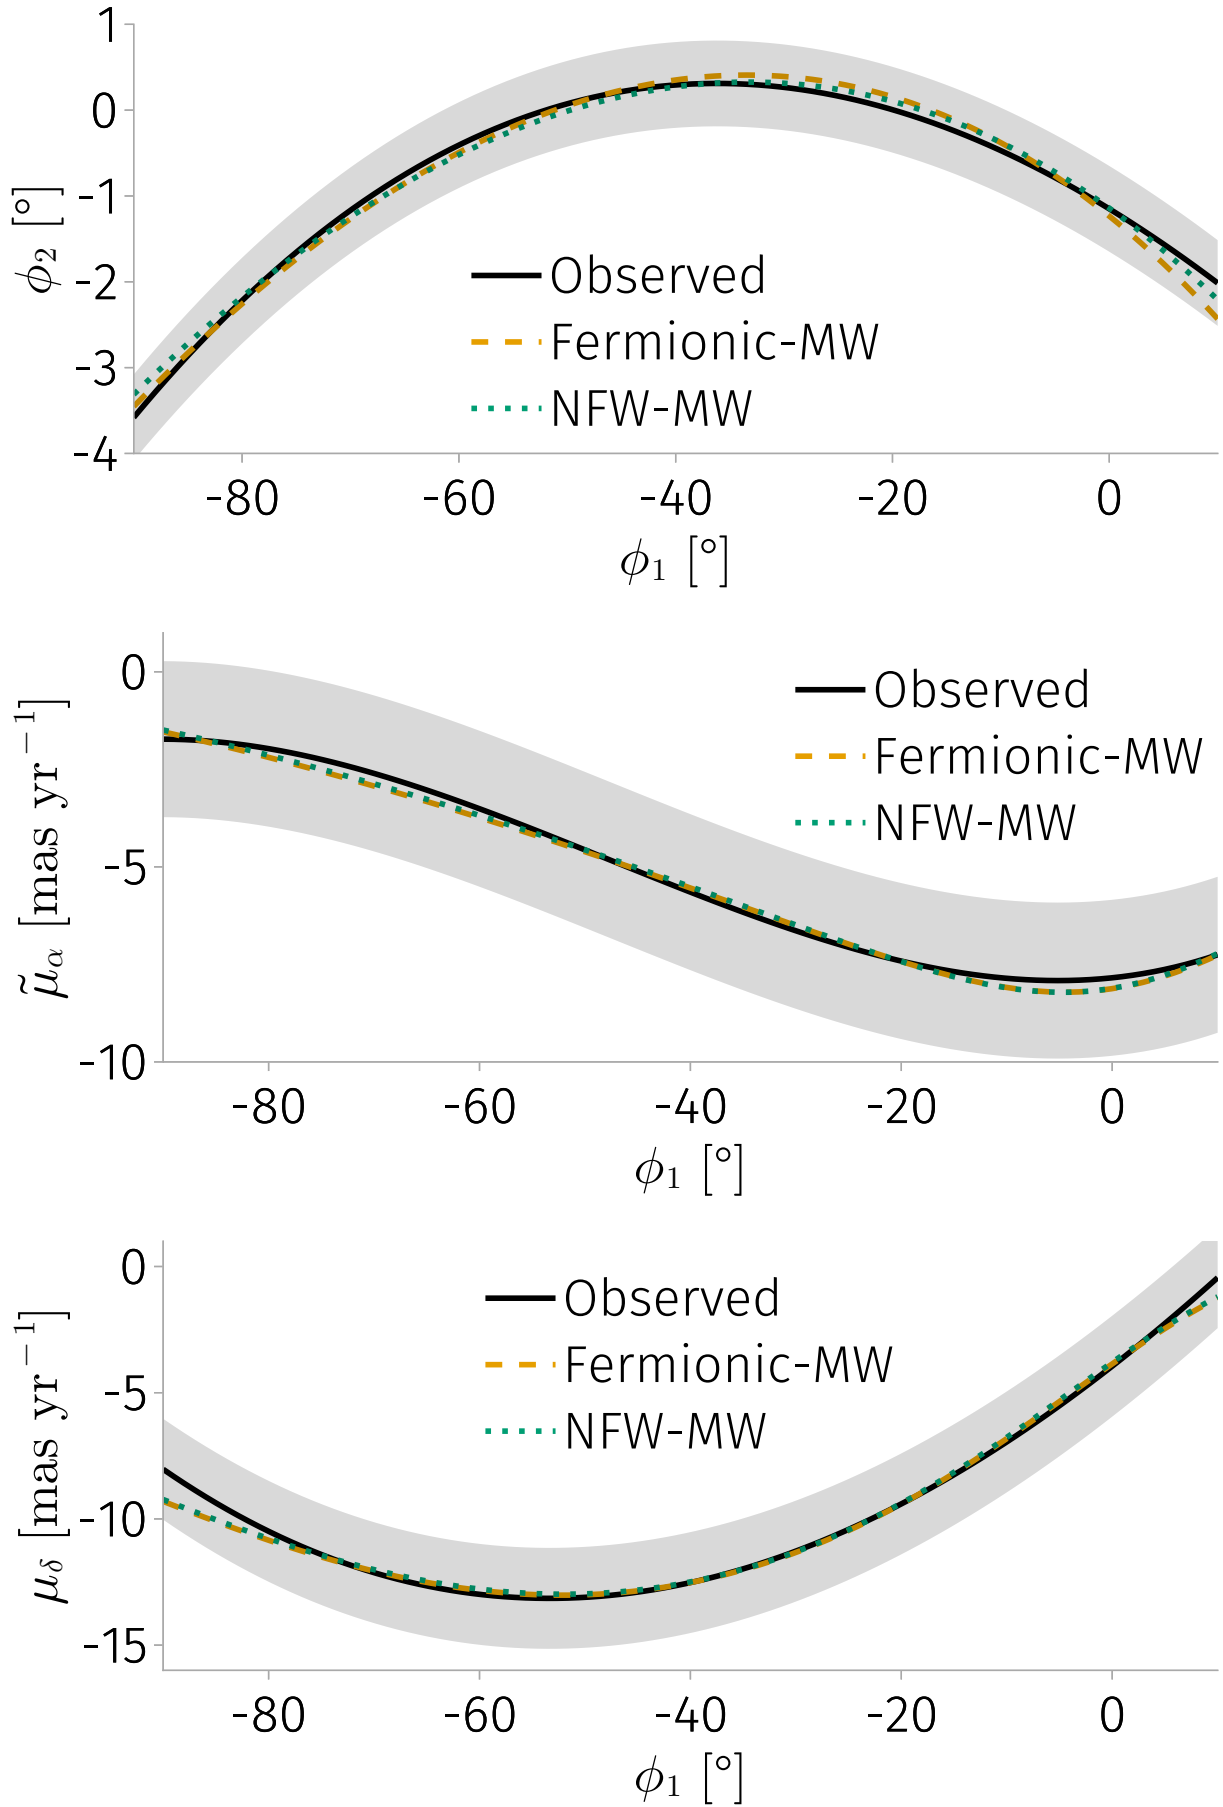 1
0
-1
-2
-3
-4
ϕ₂ [°]
Observed
Fermionic-MW
NFW-MW
-80 -60 -40 -20 0
ϕ₁ [°]
0
-5
-10
μ̃_α [mas yr⁻¹]
Observed
Fermionic-MW
NFW-MW
-80 -60 -40 -20 0
ϕ₁ [°]
0
-5
-10
-15
μ_δ [mas yr⁻¹]
Observed
Fermionic-MW
NFW-MW
-80 -60 -40 -20 0
ϕ₁ [°]